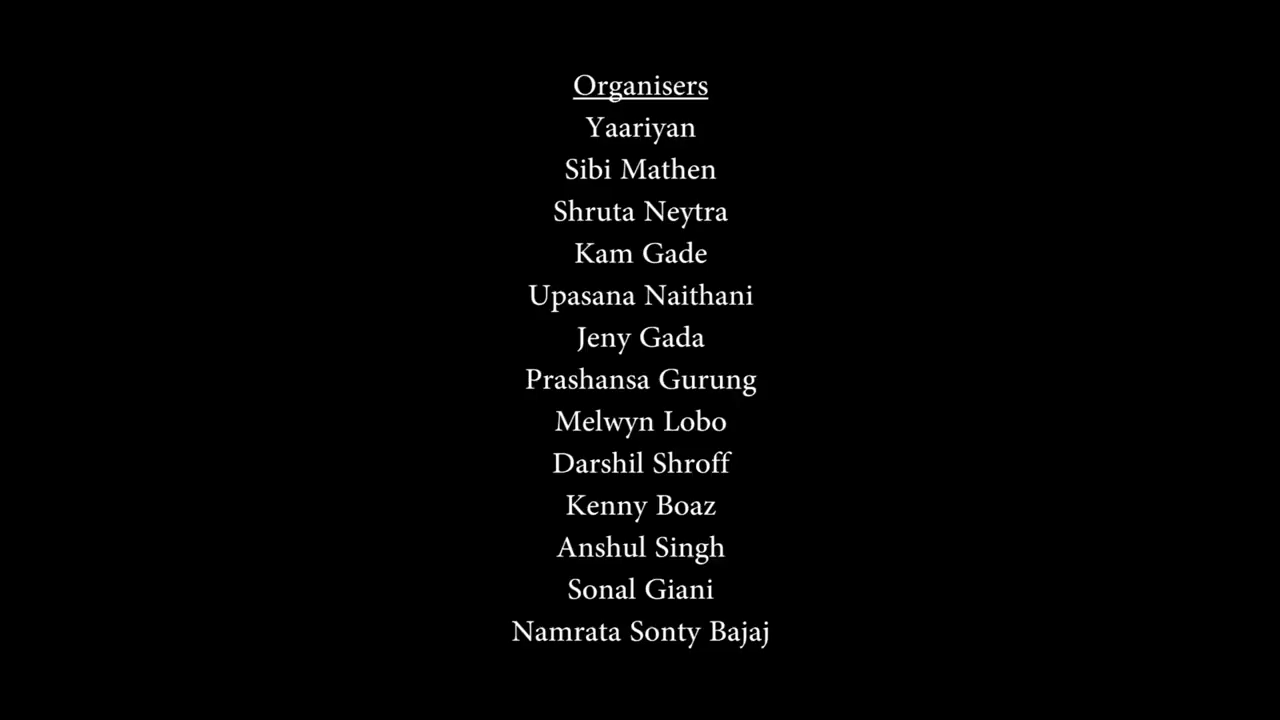 Organisers
Yaariyan
Sibi Mathen
Shruta Neytra
Kam Gade
Upasana Naithani
Jeny Gada
Prashansa Gurung
Melwyn Lobo
Darshil Shroff
Kenny Boaz
Anshul Singh
Sonal Giani
Namrata Sonty Bajaj